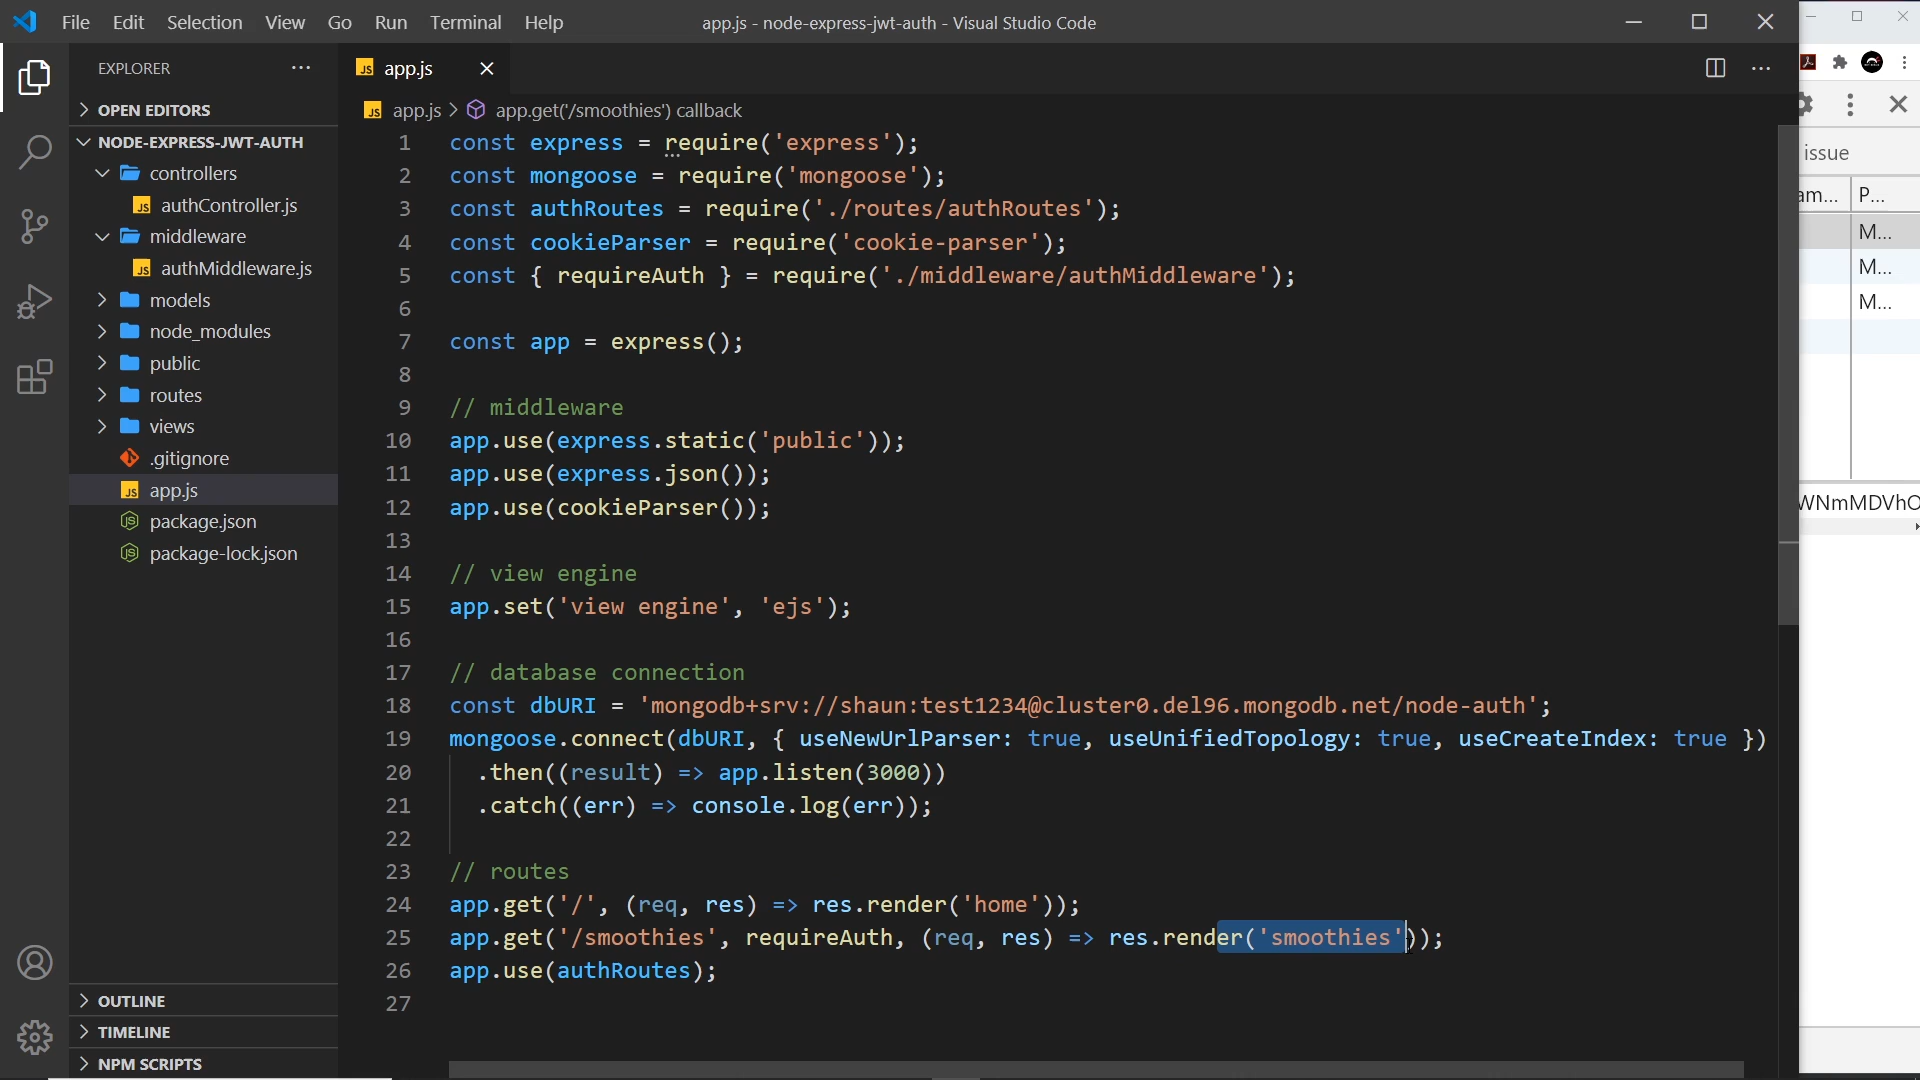 File Edit Selection View Go Run Terminal Help
app.js - node-express-jwt-auth - Visual Studio Code
EXPLORER
OPEN EDITORS
NODE-EXPRESS-JWT-AUTH
controllers
authController.js
middleware
authMiddleware.js
models
node_modules
public
routes
views
.gitignore
app.js
package.json
package-lock.json
OUTLINE
TIMELINE
NPM SCRIPTS
app.js
app.js > app.get('/smoothies') callback
1 const express = require('express');
2 const mongoose = require('mongoose');
3 const authRoutes = require('./routes/authRoutes');
4 const cookieParser = require('cookie-parser');
5 const { requireAuth } = require('./middleware/authMiddleware');
6
7 const app = express();
8
9 // middleware
10 app.use(express.static('public'));
11 app.use(express.json());
12 app.use(cookieParser());
13
14 // view engine
15 app.set('view engine', 'ejs');
16
17 // database connection
18 const dbURI = 'mongodb+srv://shaun:test1234@cluster0.del96.mongodb.net/node-auth';
19 mongoose.connect(dbURI, { useNewUrlParser: true, useUnifiedTopology: true, useCreateIndex: true })
20 .then((result) => app.listen(3000))
21 .catch((err) => console.log(err));
22
23 // routes
24 app.get('/', (req, res) => res.render('home'));
25 app.get('/smoothies', requireAuth, (req, res) => res.render('smoothies'));
26 app.use(authRoutes);
27
issue
am... P...
M...
M...
M...
WNmMDVhO